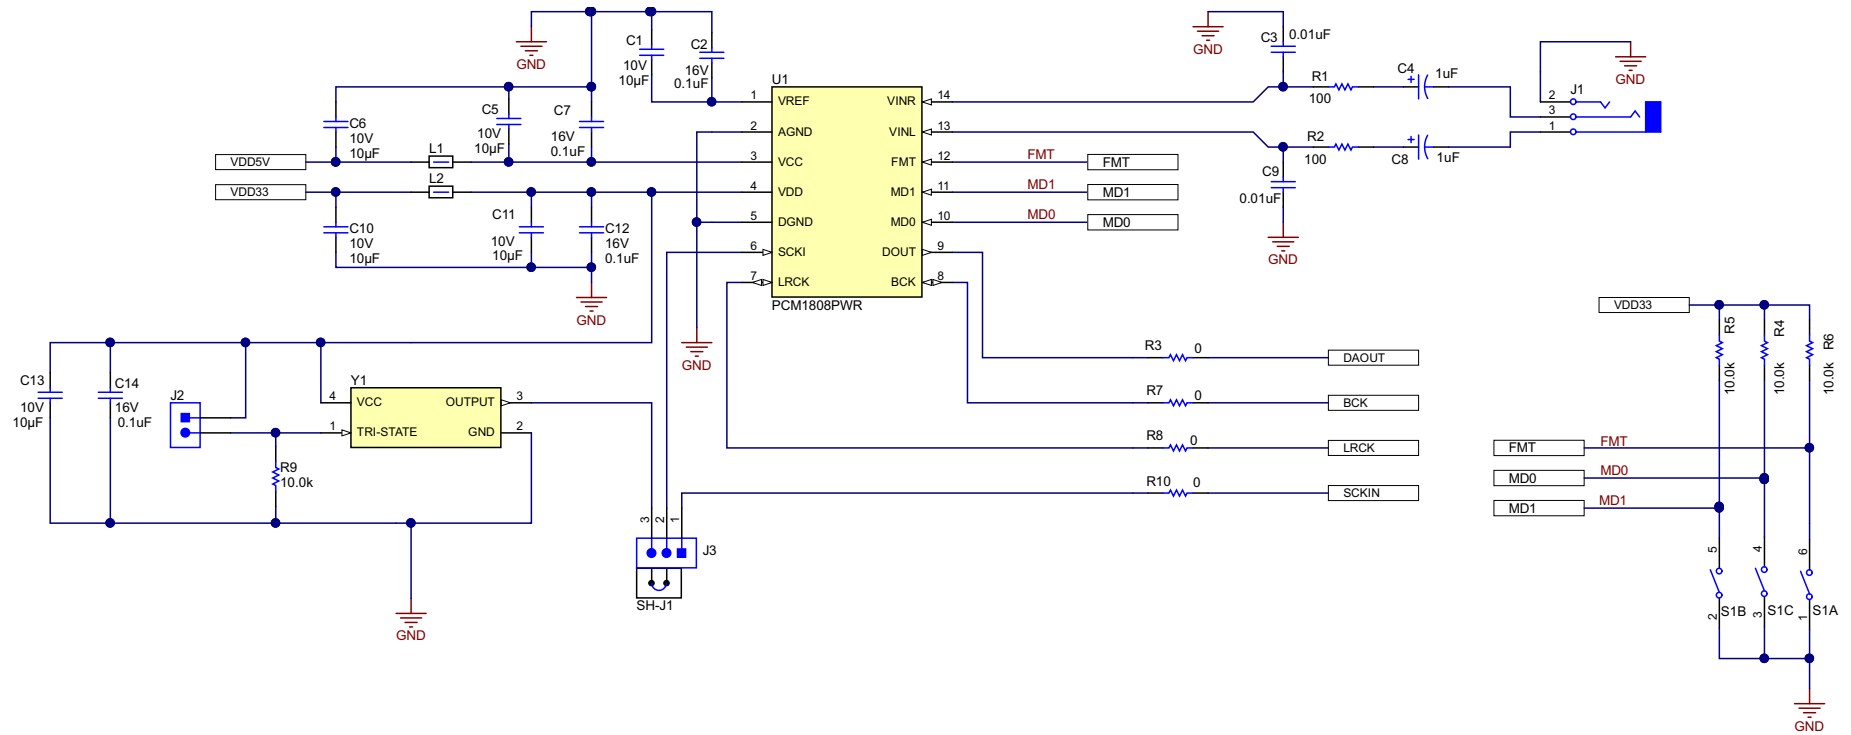 GND
C1
10V
10µF
C2
16V
0.1uF
C6
10V
10µF
C5
10V
10µF
C7
16V
0.1uF
VDD5V
L1
VDD33
L2
C10
10V
10µF
C11
10V
10µF
C12
16V
0.1uF
GND
U1
1 VREF
2 AGND
3 VCC
4 VDD
5 DGND
6 SCKI
7 LRCK
VINR 14
VINL 13
FMT 12
MD1 11
MD0 10
DOUT 9
BCK 8
PCM1808PWR
GND
FMT
FMT
MD1
MD1
MD0
MD0
GND
C3
0.01uF
R1
100
C4
+
1uF
R2
100
C8
+
1uF
C9
0.01uF
GND
GND
J1
2
3
1
C13
10V
10µF
C14
16V
0.1uF
J2
R9
10.0k
Y1
4 VCC
1 TRI-STATE
OUTPUT 3
GND 2
GND
R3 0
DAOUT
R7 0
BCK
R8 0
LRCK
R10 0
SCKIN
3
2
1
J3
SH-J1
VDD33
R5
10.0k
R4
10.0k
R6
10.0k
FMT
FMT
MD0
MD0
MD1
MD1
5
4
6
S1B
S1C
S1A
2
3
1
GND